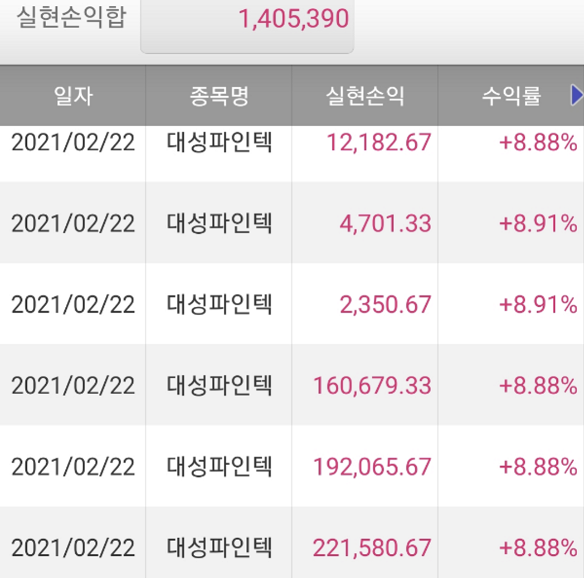 실현손익합 1,405,390
일자 종목명 실현손익 수익률
2021/02/22 대성파인텍 12,182.67 +8.88%
2021/02/22 대성파인텍 4,701.33 +8.91%
2021/02/22 대성파인텍 2,350.67 +8.91%
2021/02/22 대성파인텍 160,679.33 +8.88%
2021/02/22 대성파인텍 192,065.67 +8.88%
2021/02/22 대성파인텍 221,580.67 +8.88%